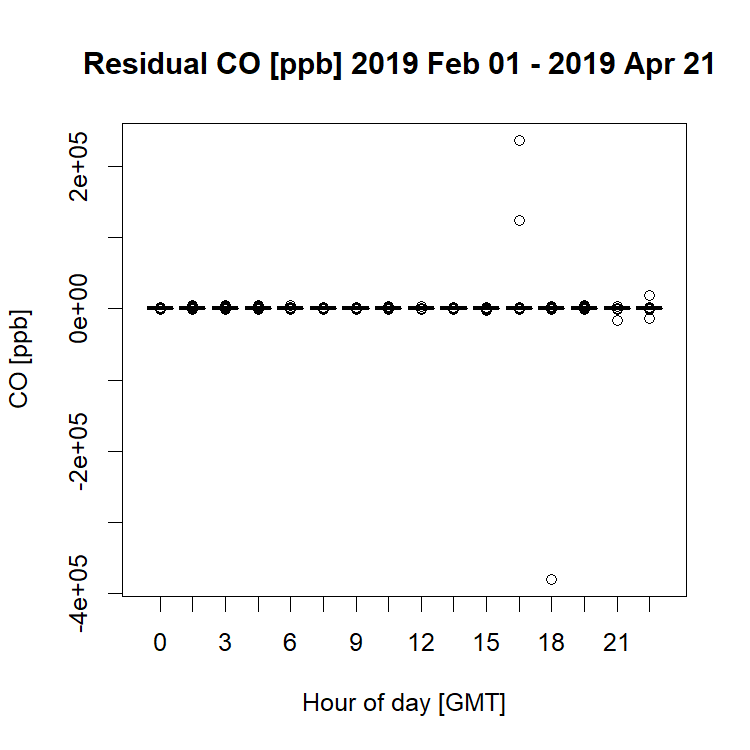 Residual CO [ppb] 2019 Feb 01 - 2019 Apr 21
2e+05
0e+00
-2e+05
-4e+05
CO [ppb]
0 3 6 9 12 15 18 21
Hour of day [GMT]